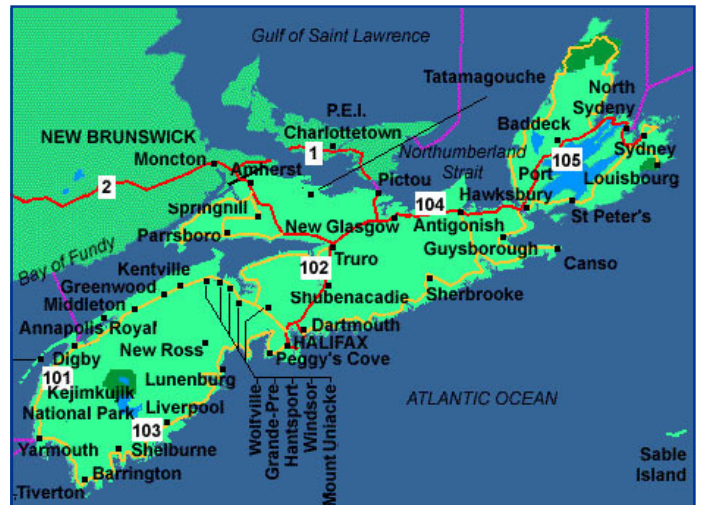 Gulf of Saint Lawrence
Tatamagouche
North
Sydeny
P.E.I.
Charlottetown
Baddeck
NEW BRUNSWICK
Moncton
1
Northumberland
Strait
105
Sydney
Amherst
Pictou
Port
Hawksbury
Louisbourg
2
104
Springhill
New Glasgow
Antigonish
St Peter's
Parrsboro
Guysborough
Bay of Fundy
102
Truro
Canso
Kentville
Greenwood
Middleton
Shubenacadie
Sherbrooke
Annapolis Royal
Dartmouth
HALIFAX
Digby
New Ross
Peggy's Cove
101
Lunenburg
Kejimkujik
National Park
Wolfville
Grande-Pre
Hantsport
Windsor
Mount Uniacke
ATLANTIC OCEAN
Liverpool
103
Yarmouth
Shelburne
Sable
Island
Barrington
Tiverton